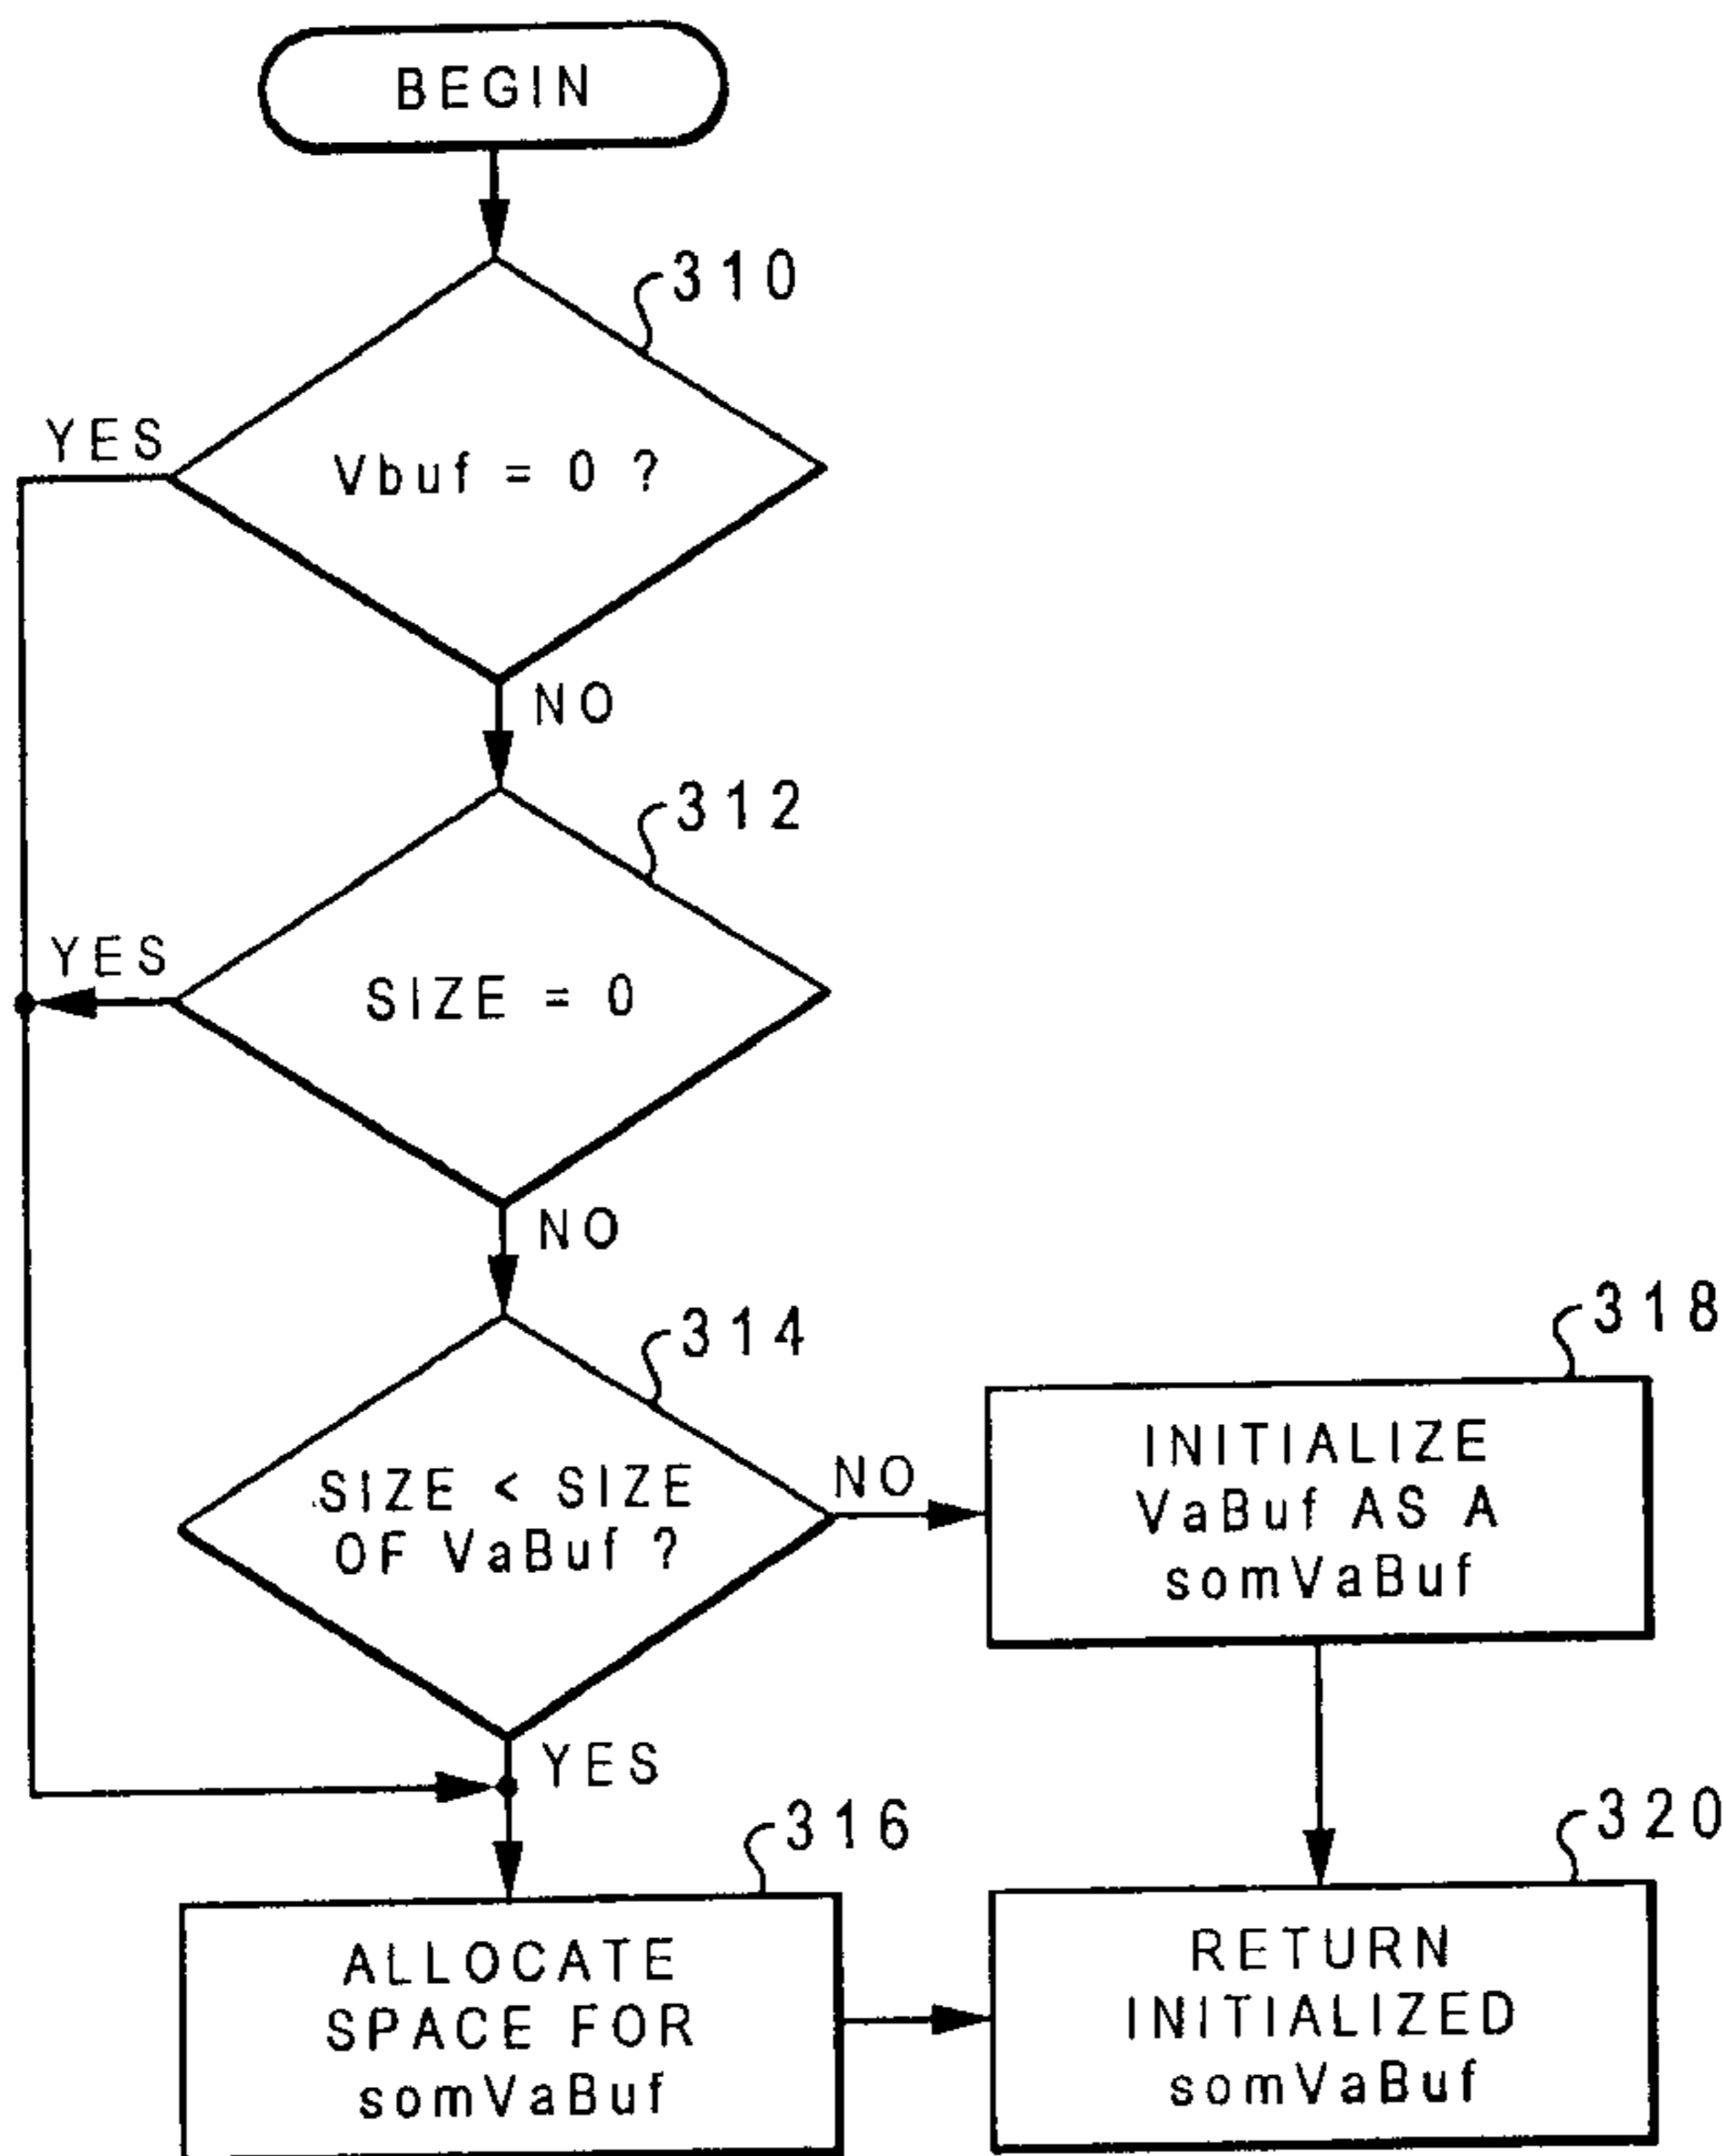 BEGIN
310
YES
Vbuf = 0 ?
NO
312
YES
SIZE = 0
NO
314
SIZE < SIZE
OF VaBuf ?
NO
318
INITIALIZE
VaBuf AS A
somVaBuf
YES
316
ALLOCATE
SPACE FOR
somVaBuf
320
RETURN
INITIALIZED
somVaBuf